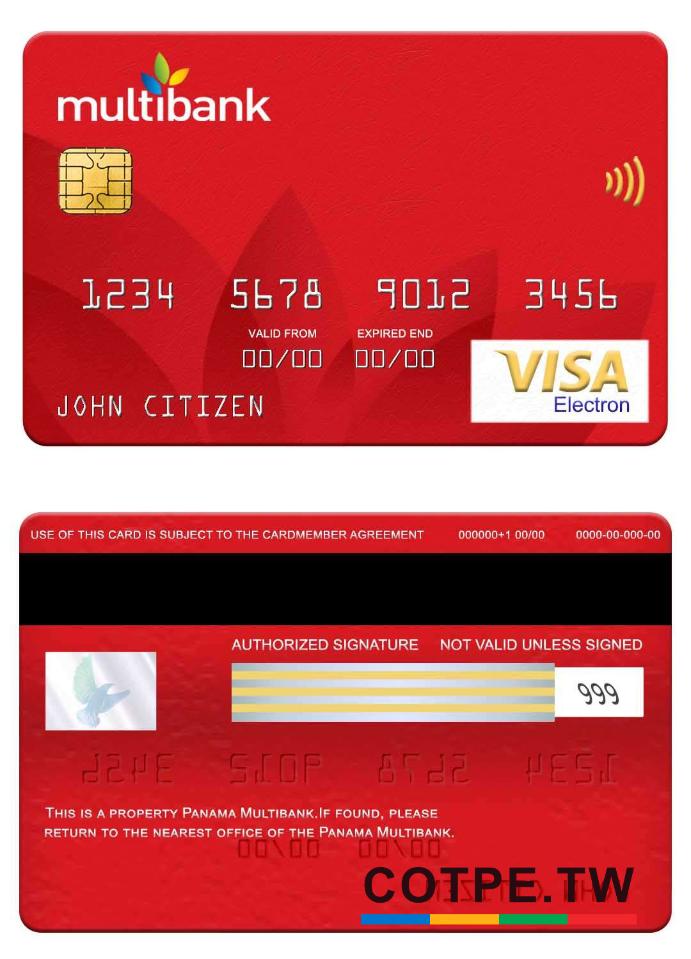 multibank
1234 5678 9012 3456
VALID FROM EXPIRED END
00/00 00/00
VISA
Electron
JOHN CITIZEN
USE OF THIS CARD IS SUBJECT TO THE CARDMEMBER AGREEMENT 000000+1 00/00 0000-00-000-00
AUTHORIZED SIGNATURE NOT VALID UNLESS SIGNED
999
THIS IS A PROPERTY PANAMA MULTIBANK.IF FOUND, PLEASE
RETURN TO THE NEAREST OFFICE OF THE PANAMA MULTIBANK.
00/00 00/00
COTPE.TW